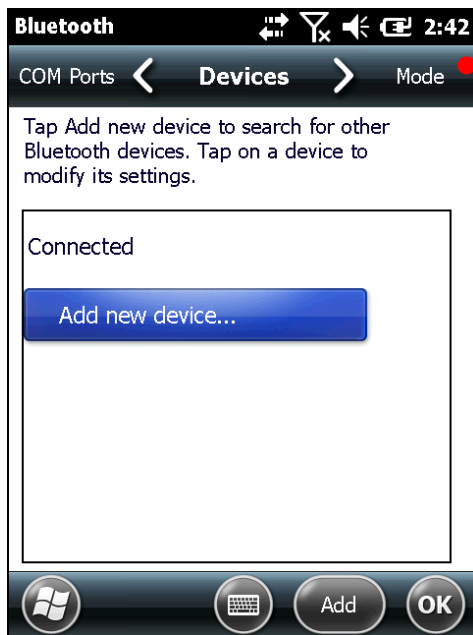 Bluetooth 2:42
COM Ports Devices Mode
Tap Add new device to search for other
Bluetooth devices. Tap on a device to
modify its settings.
Connected
Add new device...
Add OK